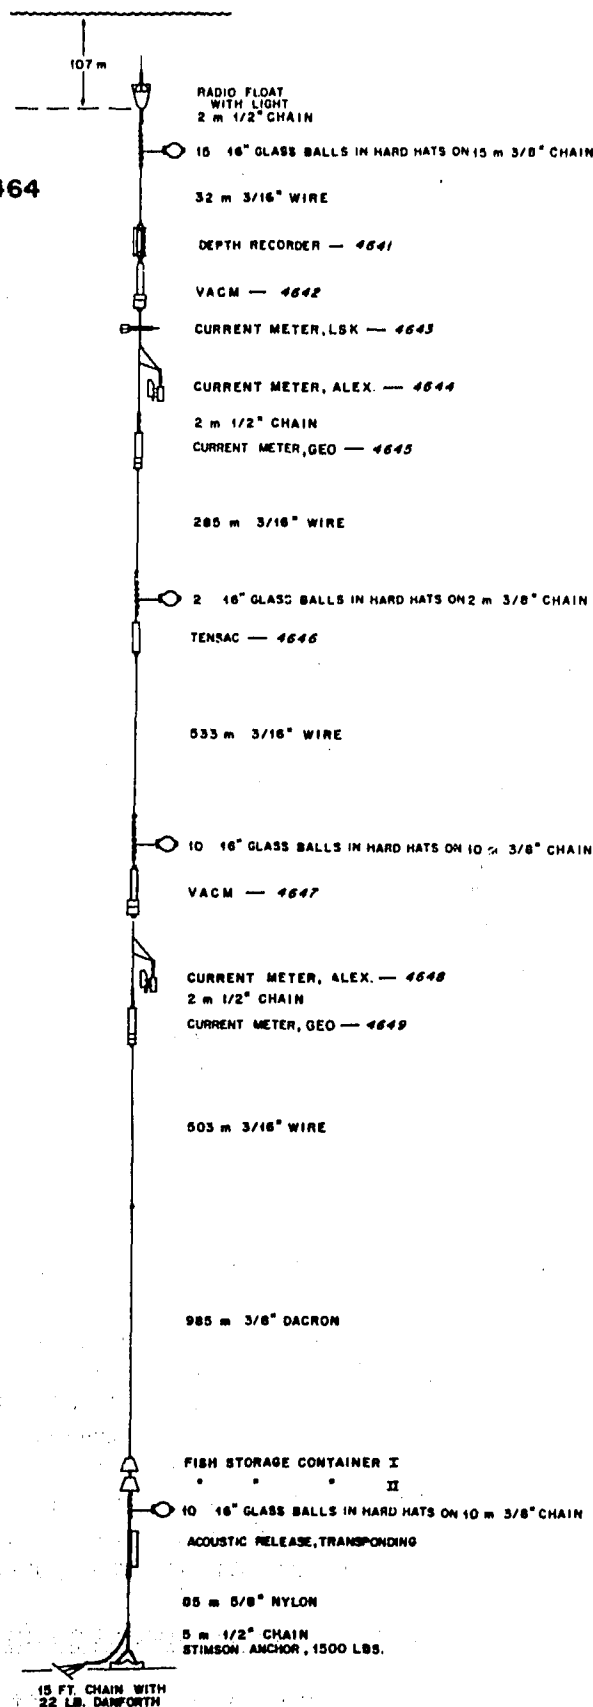 107 m
RADIO FLOAT
WITH LIGHT
2 m 1/2" CHAIN
15 16" GLASS BALLS IN HARD HATS ON 15 m 3/8" CHAIN
464
32 m 3/16" WIRE
DEPTH RECORDER — 4641
VACM — 4642
CURRENT METER, LSK — 4643
CURRENT METER, ALEX. — 4644
2 m 1/2" CHAIN
CURRENT METER, GEO — 4645
285 m 3/16" WIRE
2 16" GLASS BALLS IN HARD HATS ON 2 m 3/8" CHAIN
TENSAC — 4646
533 m 3/16" WIRE
10 16" GLASS BALLS IN HARD HATS ON 10 m 3/8" CHAIN
VACM — 4647
CURRENT METER, ALEX. — 4648
2 m 1/2" CHAIN
CURRENT METER, GEO — 4649
503 m 3/16" WIRE
985 m 3/8" DACRON
FISH STORAGE CONTAINER I
" " " II
10 16" GLASS BALLS IN HARD HATS ON 10 m 3/8" CHAIN
ACOUSTIC RELEASE, TRANSPONDING
85 m 5/8" NYLON
5 m 1/2" CHAIN
STIMSON ANCHOR, 1500 LBS.
15 FT. CHAIN WITH
22 LB. DANFORTH